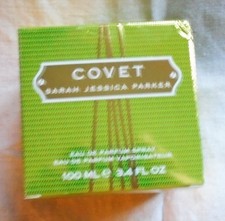 COVET
SARAH JESSICA PARKER
EAU DE PARFUM SPRAY
EAU DE PARFUM VAPORISATEUR
100 ML ℮ 3.4 FL OZ